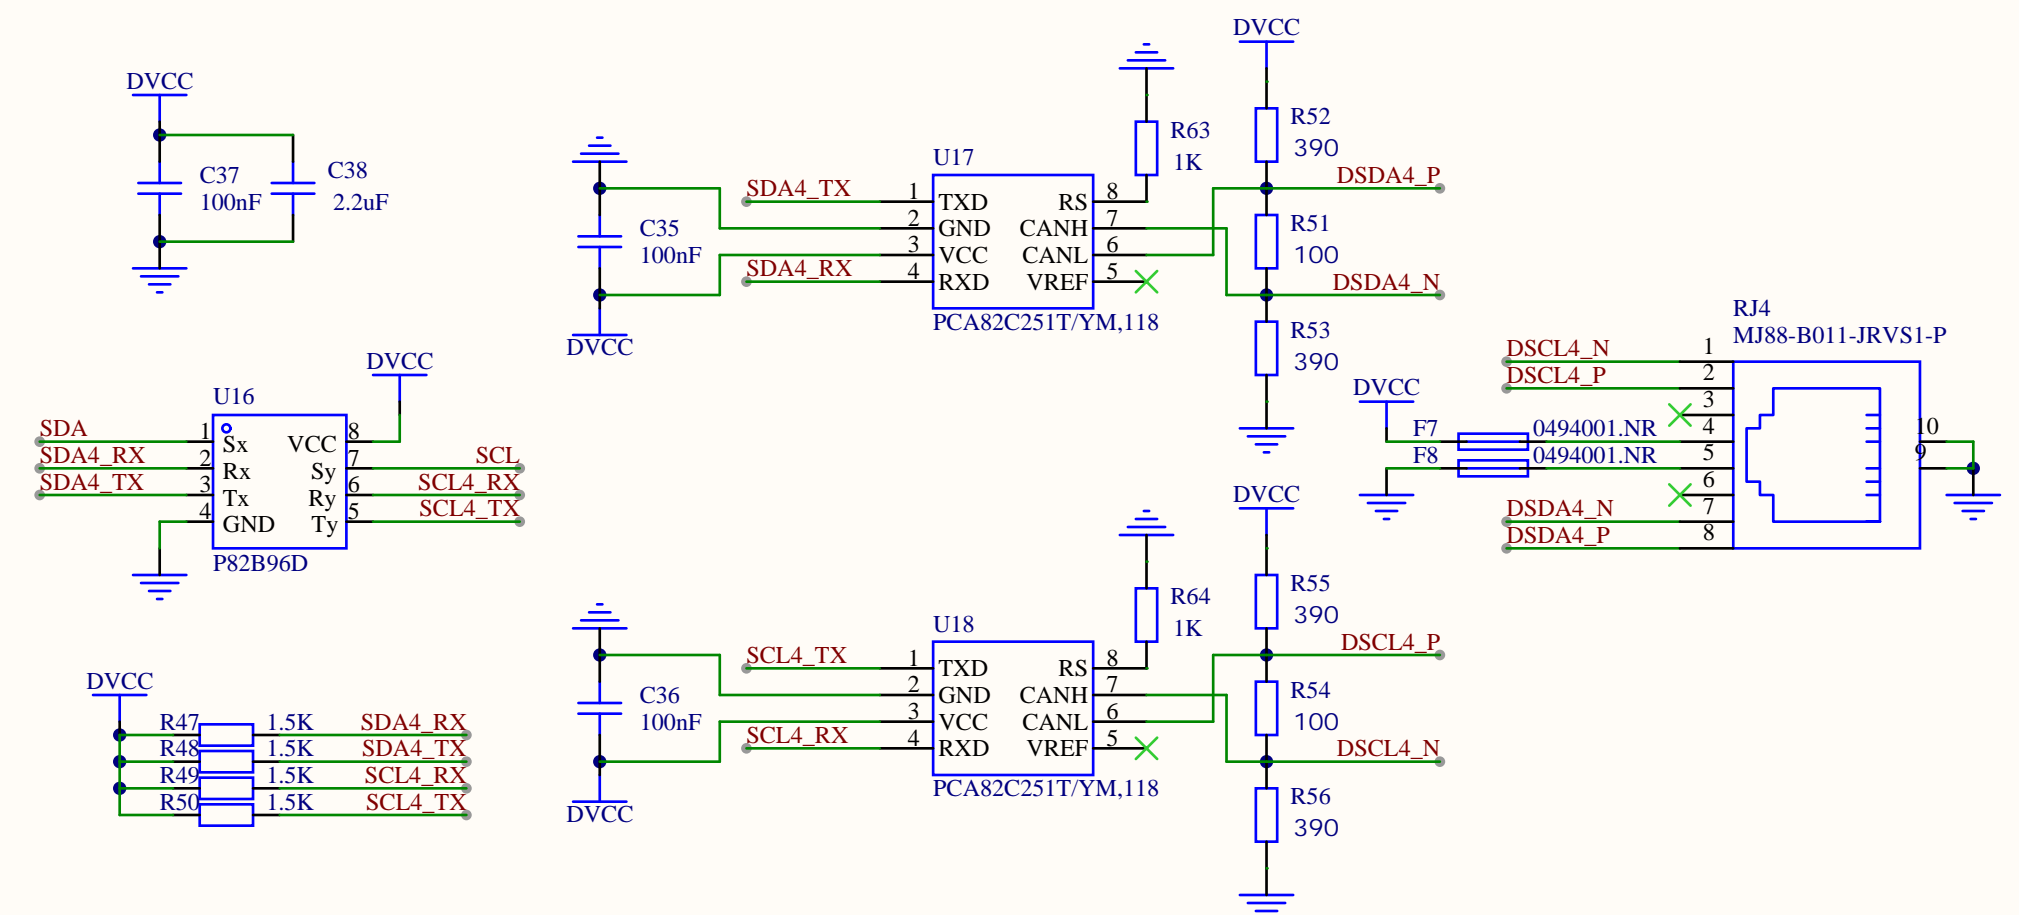 DVCC
C37
100nF
C38
2.2uF
DVCC
U16
SDA
SDA4_RX
SDA4_TX
1
2
3
4
Sx
Rx
Tx
GND
VCC
Sy
Ry
Ty
8
7
6
5
SCL
SCL4_RX
SCL4_TX
P82B96D
DVCC
R47 1.5K SDA4_RX
R48 1.5K SDA4_TX
R49 1.5K SCL4_RX
R50 1.5K SCL4_TX
C35
100nF
DVCC
SDA4_TX
SDA4_RX
U17
1 TXD RS 8
2 GND CANH 7
3 VCC CANL 6
4 RXD VREF 5
PCA82C251T/YM,118
R63
1K
DVCC
R52
390
DSDA4_P
R51
100
DSDA4_N
R53
390
C36
100nF
DVCC
SCL4_TX
SCL4_RX
U18
1 TXD RS 8
2 GND CANH 7
3 VCC CANL 6
4 RXD VREF 5
PCA82C251T/YM,118
R64
1K
DVCC
R55
390
DSCL4_P
R54
100
DSCL4_N
R56
390
RJ4
MJ88-B011-JRVS1-P
DSCL4_N 1
DSCL4_P 2
3
DVCC
F7 0494001.NR 4
F8 0494001.NR 5
6
DSDA4_N 7
DSDA4_P 8
10
9